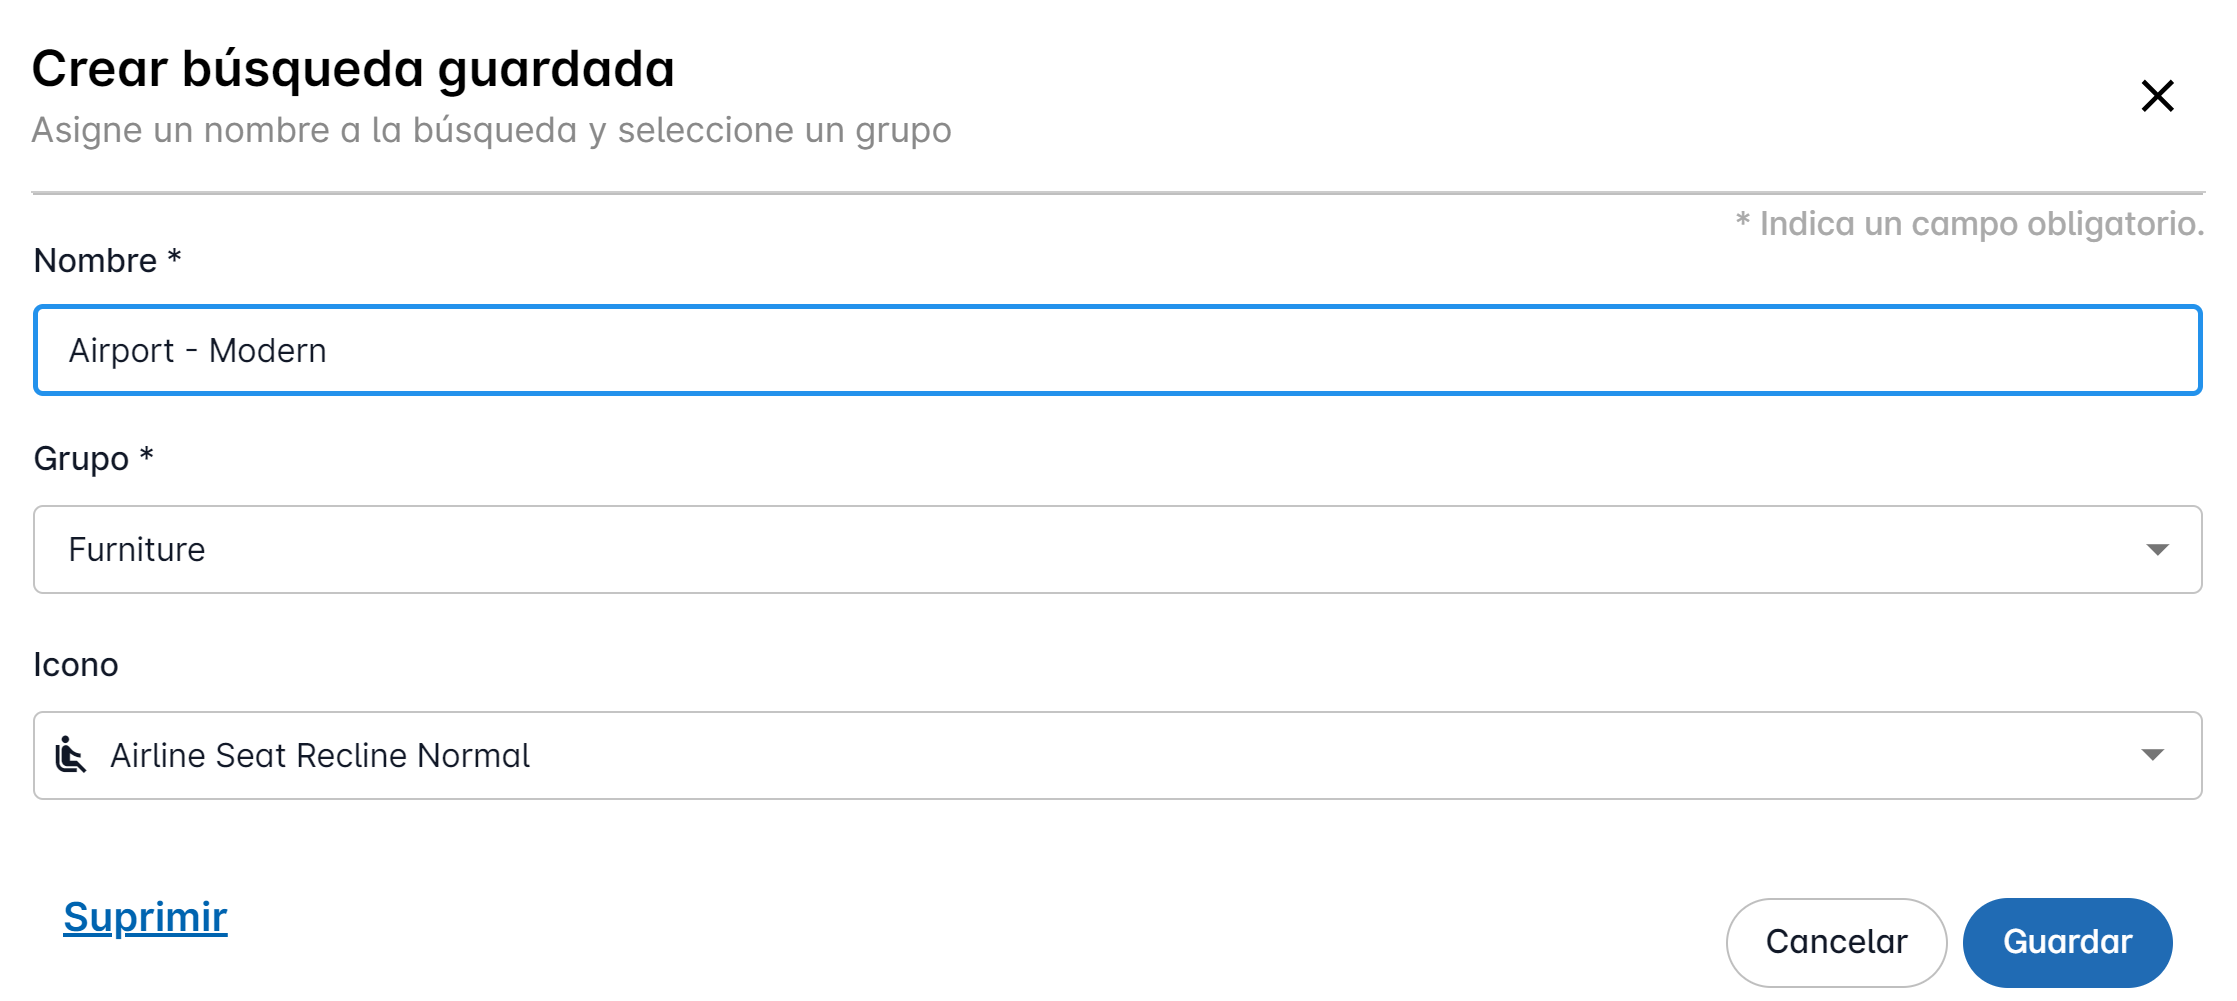 Crear búsqueda guardada
Asigne un nombre a la búsqueda y seleccione un grupo
* Indica un campo obligatorio.
Nombre *
Airport - Modern
Grupo *
Furniture
Icono
Airline Seat Recline Normal
Suprimir
Cancelar
Guardar